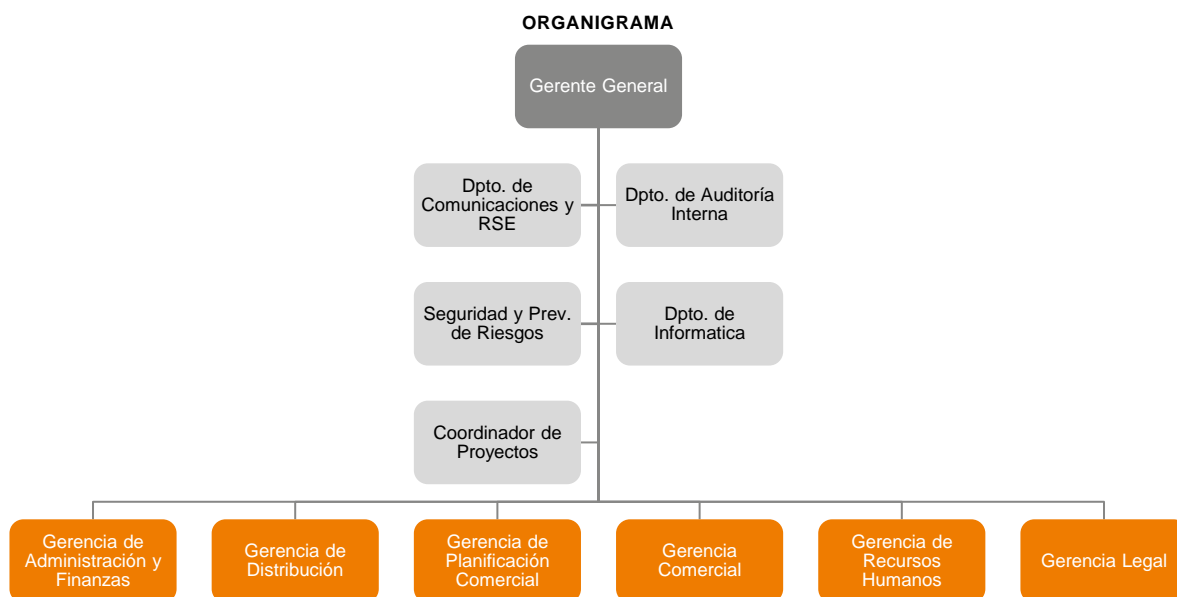 ORGANIGRAMA
Gerente General
Dpto. de
Comunicaciones y
RSE
Dpto. de Auditoría
Interna
Seguridad y Prev.
de Riesgos
Dpto. de
Informatica
Coordinador de
Proyectos
Gerencia de
Administración y
Finanzas
Gerencia de
Distribución
Gerencia de
Planificación
Comercial
Gerencia
Comercial
Gerencia de
Recursos
Humanos
Gerencia Legal